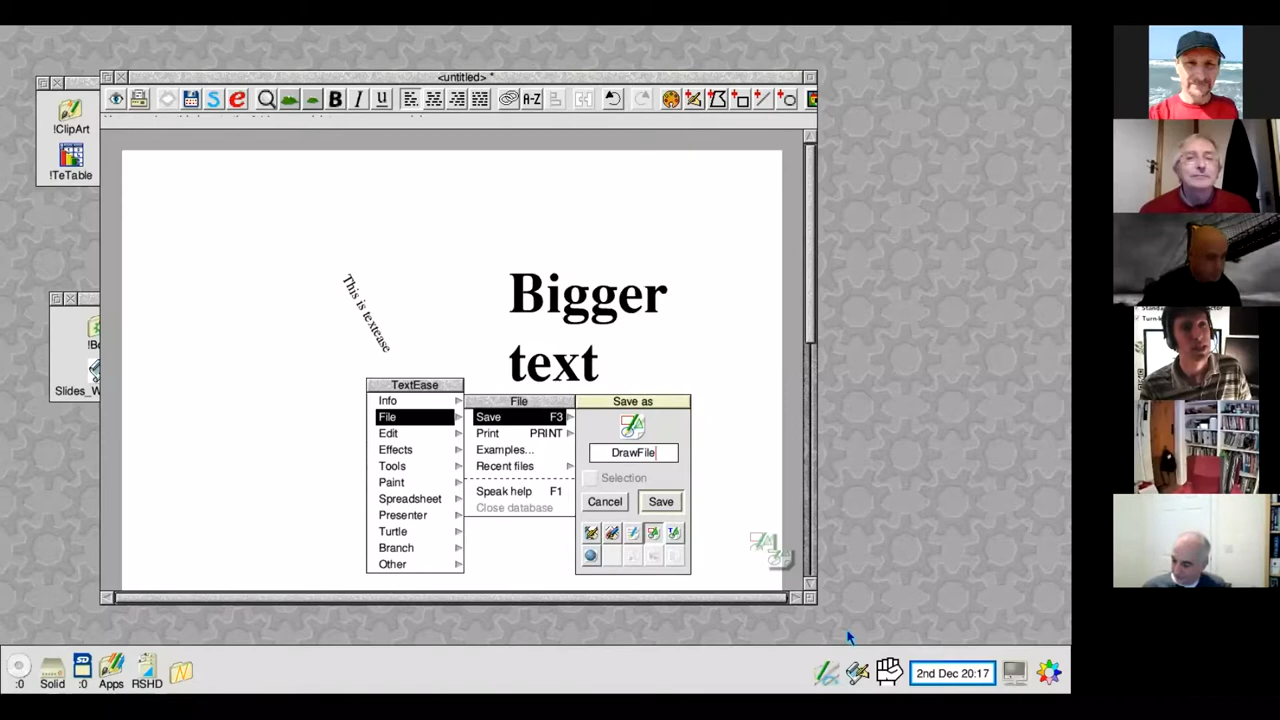 <untitled> *
!ClipArt
!TeTable
B I u
A-Z
This is textease
Bigger
text
Slides_W
TextEase
Info
File
Edit
Effects
Tools
Paint
Spreadsheet
Presenter
Turtle
Branch
Other
File
Save F3
Print PRINT
Examples...
Recent files
Speak help F1
Close database
Save as
DrawFile
Selection
Cancel Save
:0
Solid
:0
Apps
RSHD
2nd Dec 20:17